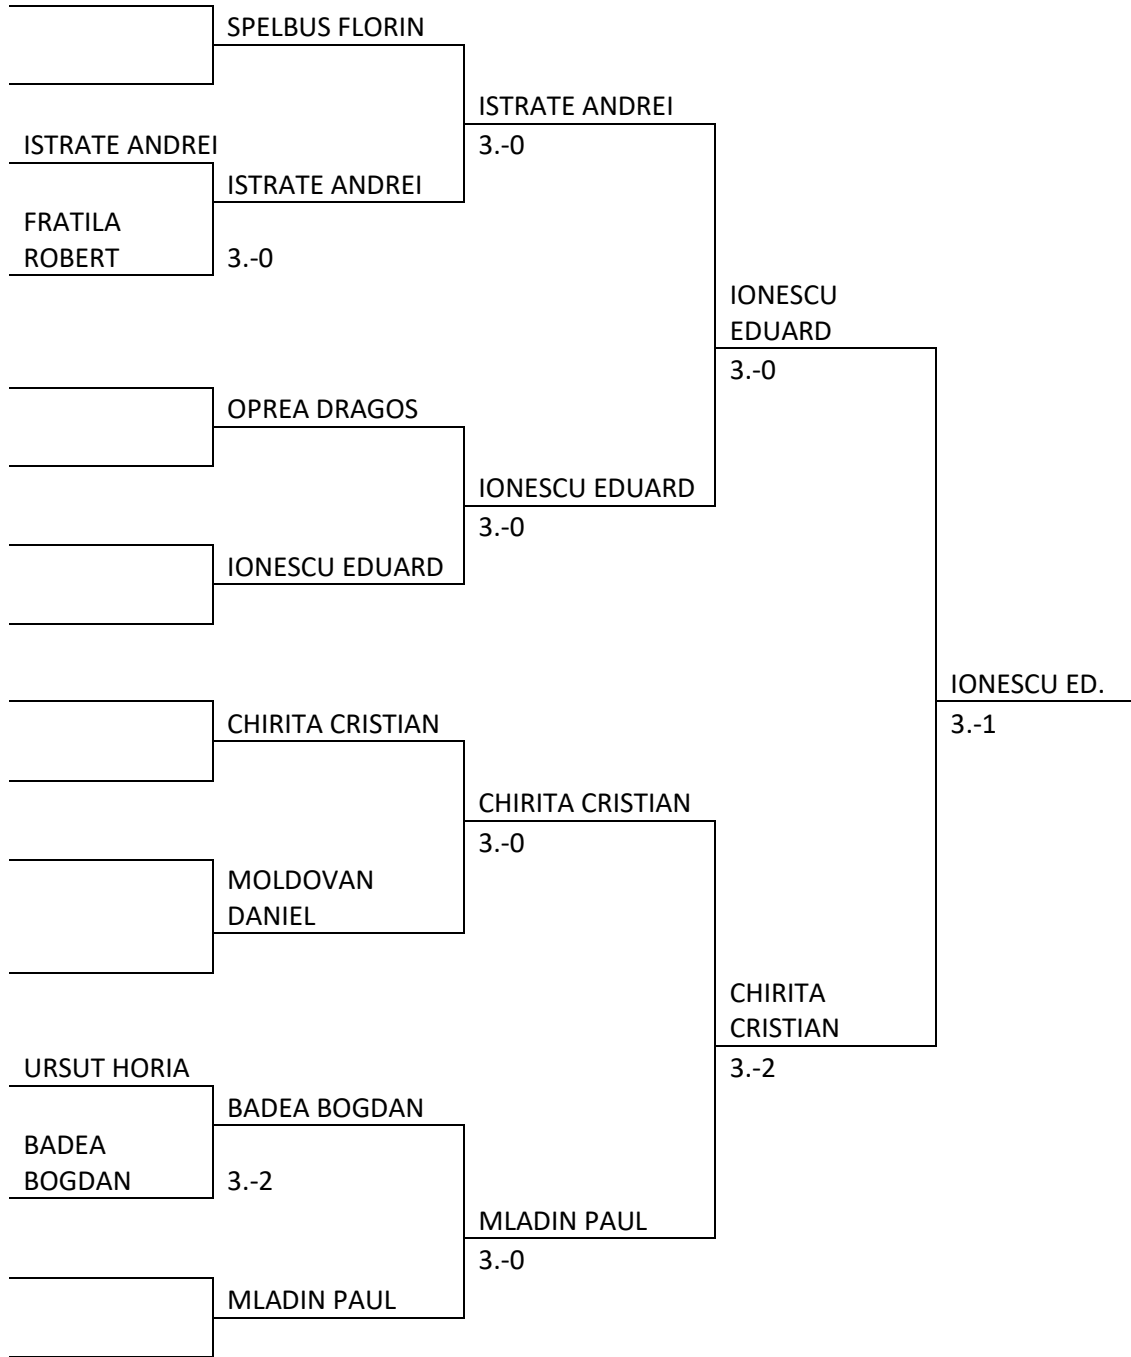 SPELBUS FLORIN
ISTRATE ANDREI
ISTRATE ANDREI
3.-0
ISTRATE ANDREI
FRATILA
ROBERT
3.-0
IONESCU
EDUARD
3.-0
OPREA DRAGOS
IONESCU EDUARD
3.-0
IONESCU EDUARD
IONESCU ED.
3.-1
CHIRITA CRISTIAN
CHIRITA CRISTIAN
3.-0
MOLDOVAN
DANIEL
CHIRITA
CRISTIAN
3.-2
URSUT HORIA
BADEA BOGDAN
BADEA
BOGDAN
3.-2
MLADIN PAUL
3.-0
MLADIN PAUL